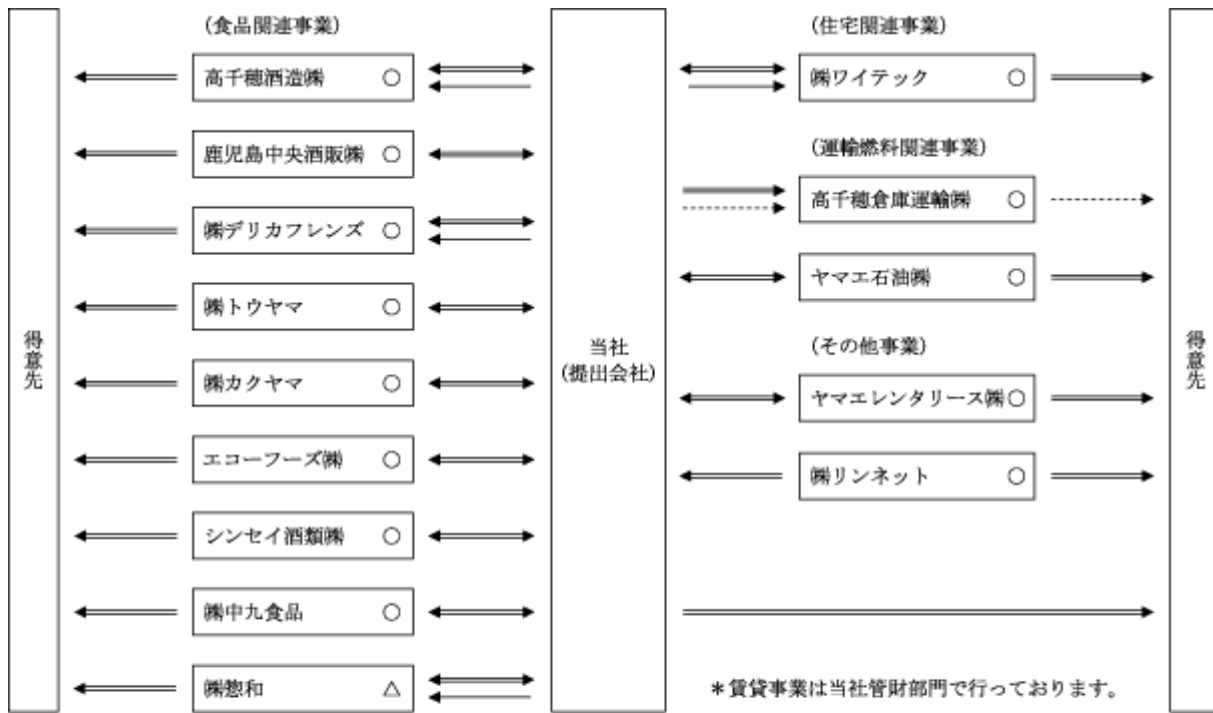 得意先
(食品関連事業)
高千穂酒造㈱ ○
鹿児島中央酒販㈱ ○
㈱デリカフレンズ ○
㈱トウヤマ ○
㈱カクヤマ ○
エコーフーズ㈱ ○
シンセイ酒類㈱ ○
㈱中九食品 ○
㈱惣和 △
当社
(提出会社)
(住宅関連事業)
㈱ワイテック ○
(運輸燃料関連事業)
高千穂倉庫運輸㈱ ○
ヤマエ石油㈱ ○
(その他事業)
ヤマエレンタリース㈱○
㈱リンネット ○
*賃貸事業は当社管財部門で行っております。
得意先